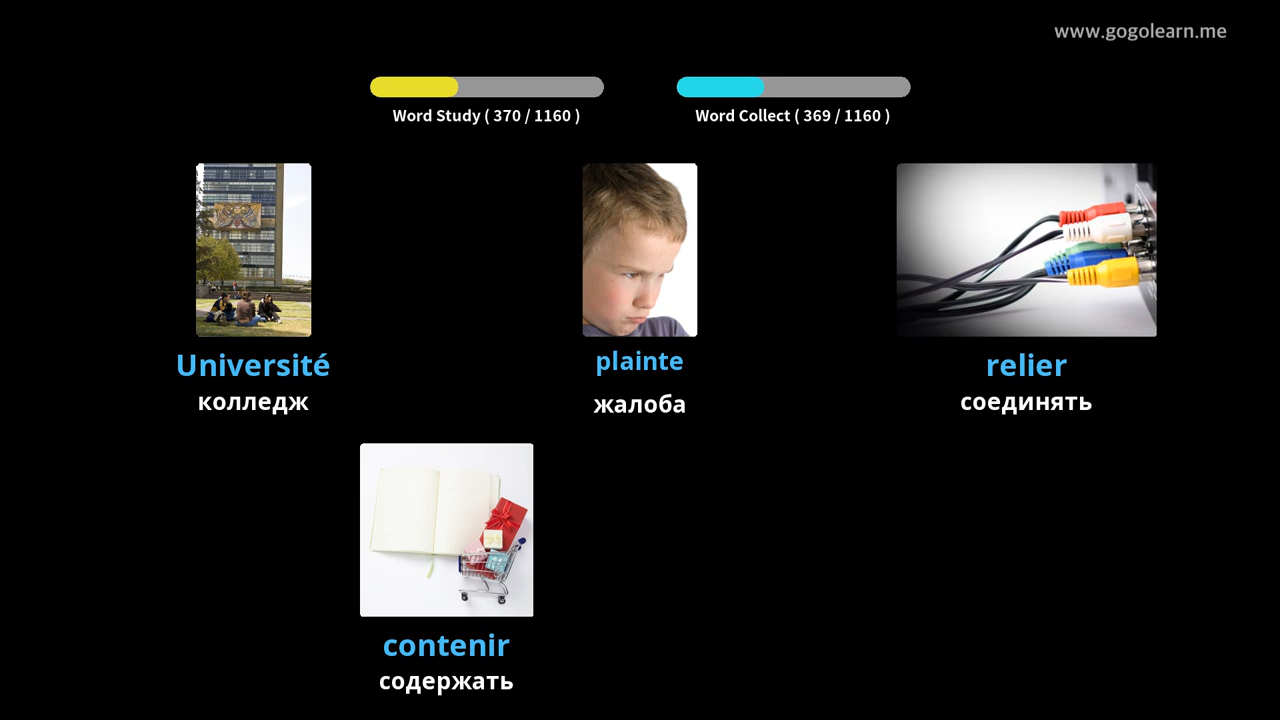 www.gogolearn.me
Word Study ( 370 / 1160 )
Word Collect ( 369 / 1160 )
Université
колледж
plainte
жалоба
relier
соединять
contenir
содержать